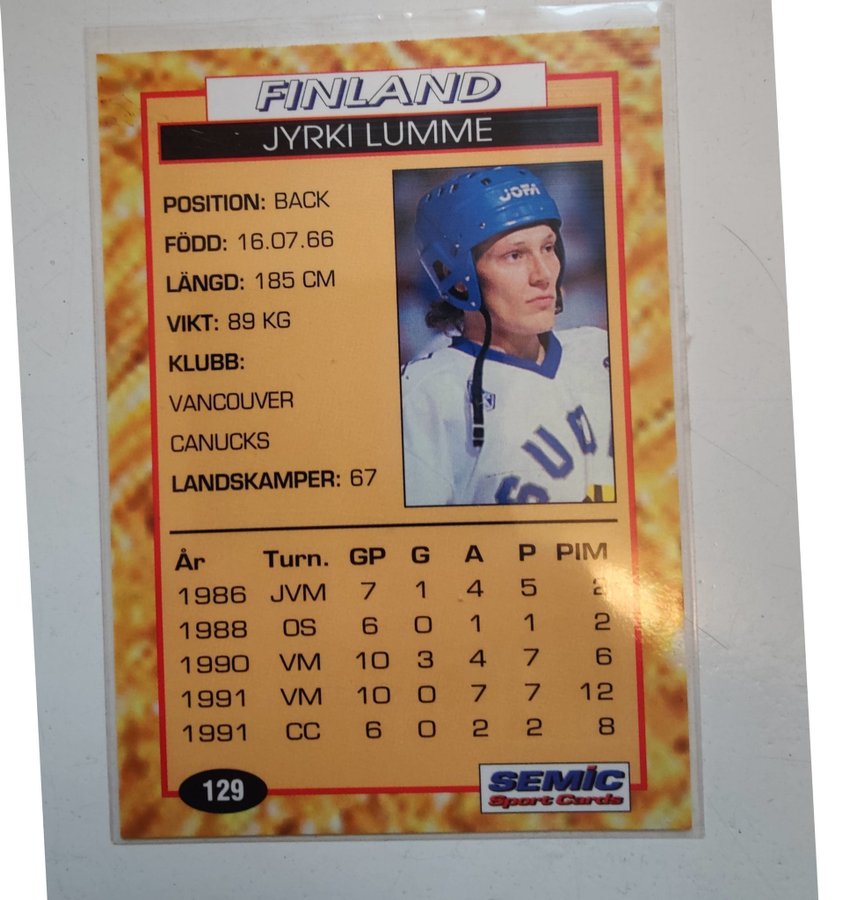 FINLAND
JYRKI LUMME
POSITION: BACK
FÖDD: 16.07.66
LÄNGD: 185 CM
VIKT: 89 KG
KLUBB:
VANCOUVER
CANUCKS
LANDSKAMPER: 67
JOFA
SUO
År Turn. GP G A P PIM
1986 JVM 7 1 4 5 2
1988 OS 6 0 1 1 2
1990 VM 10 3 4 7 6
1991 VM 10 0 7 7 12
1991 CC 6 0 2 2 8
129
SEMIC
Sport Cards